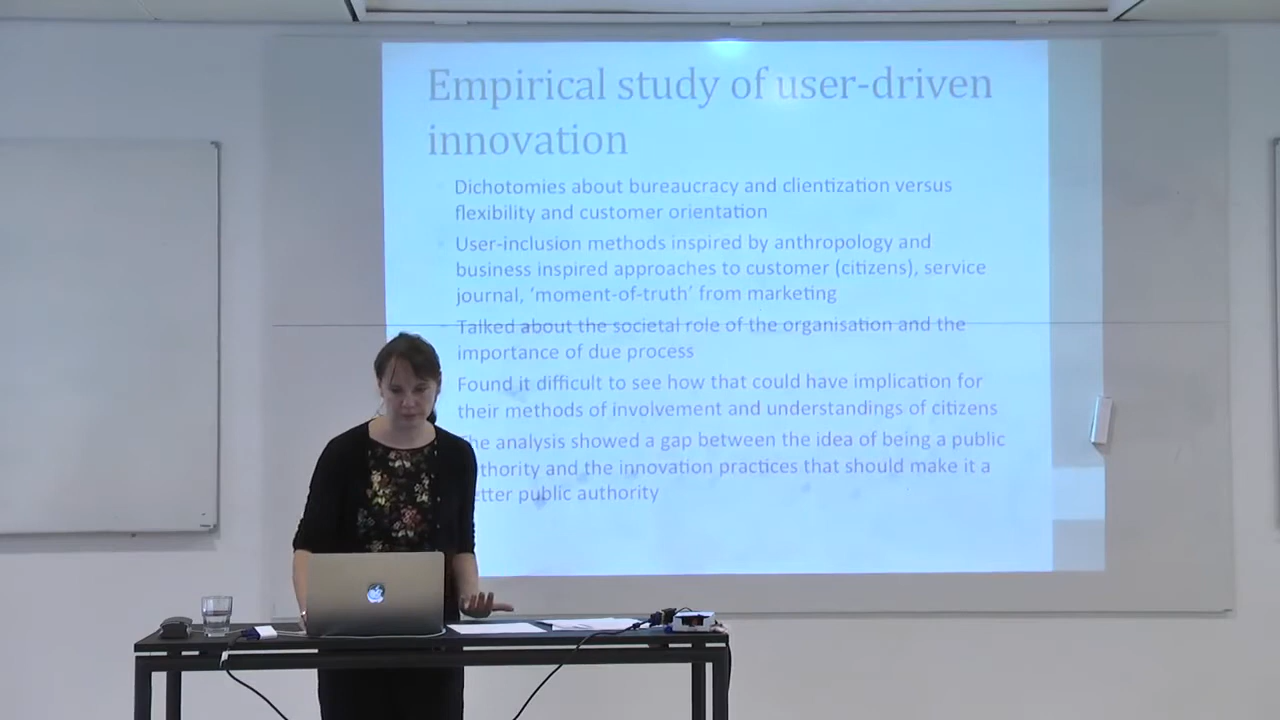 Empirical study of user-driven
innovation
Dichotomies about bureaucracy and clientization versus
flexibility and customer orientation
User-inclusion methods inspired by anthropology and
business inspired approaches to customer (citizens), service
journal, ‘moment-of-truth’ from marketing
Talked about the societal role of the organisation and the
importance of due process
Found it difficult to see how that could have implication for
their methods of involvement and understandings of citizens
The analysis showed a gap between the idea of being a public
authority and the innovation practices that should make it a
better public authority